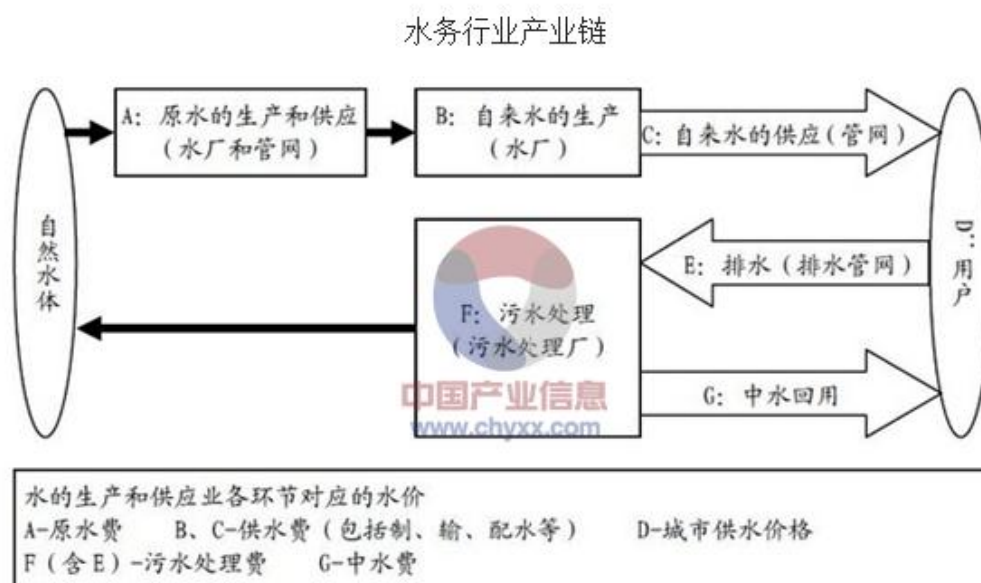 水务行业产业链
A: 原水的生产和供应
(水厂和管网)
B: 自来水的生产
(水厂)
C: 自来水的供应(管网)
自然水体
D: 用户
E: 排水(排水管网)
F: 污水处理
(污水处理厂)
G: 中水回用
中国产业信息
www.chyxx.com
水的生产和供应业各环节对应的水价
A-原水费 B、C-供水费(包括制、输、配水等) D-城市供水价格
F(含E)-污水处理费 G-中水费